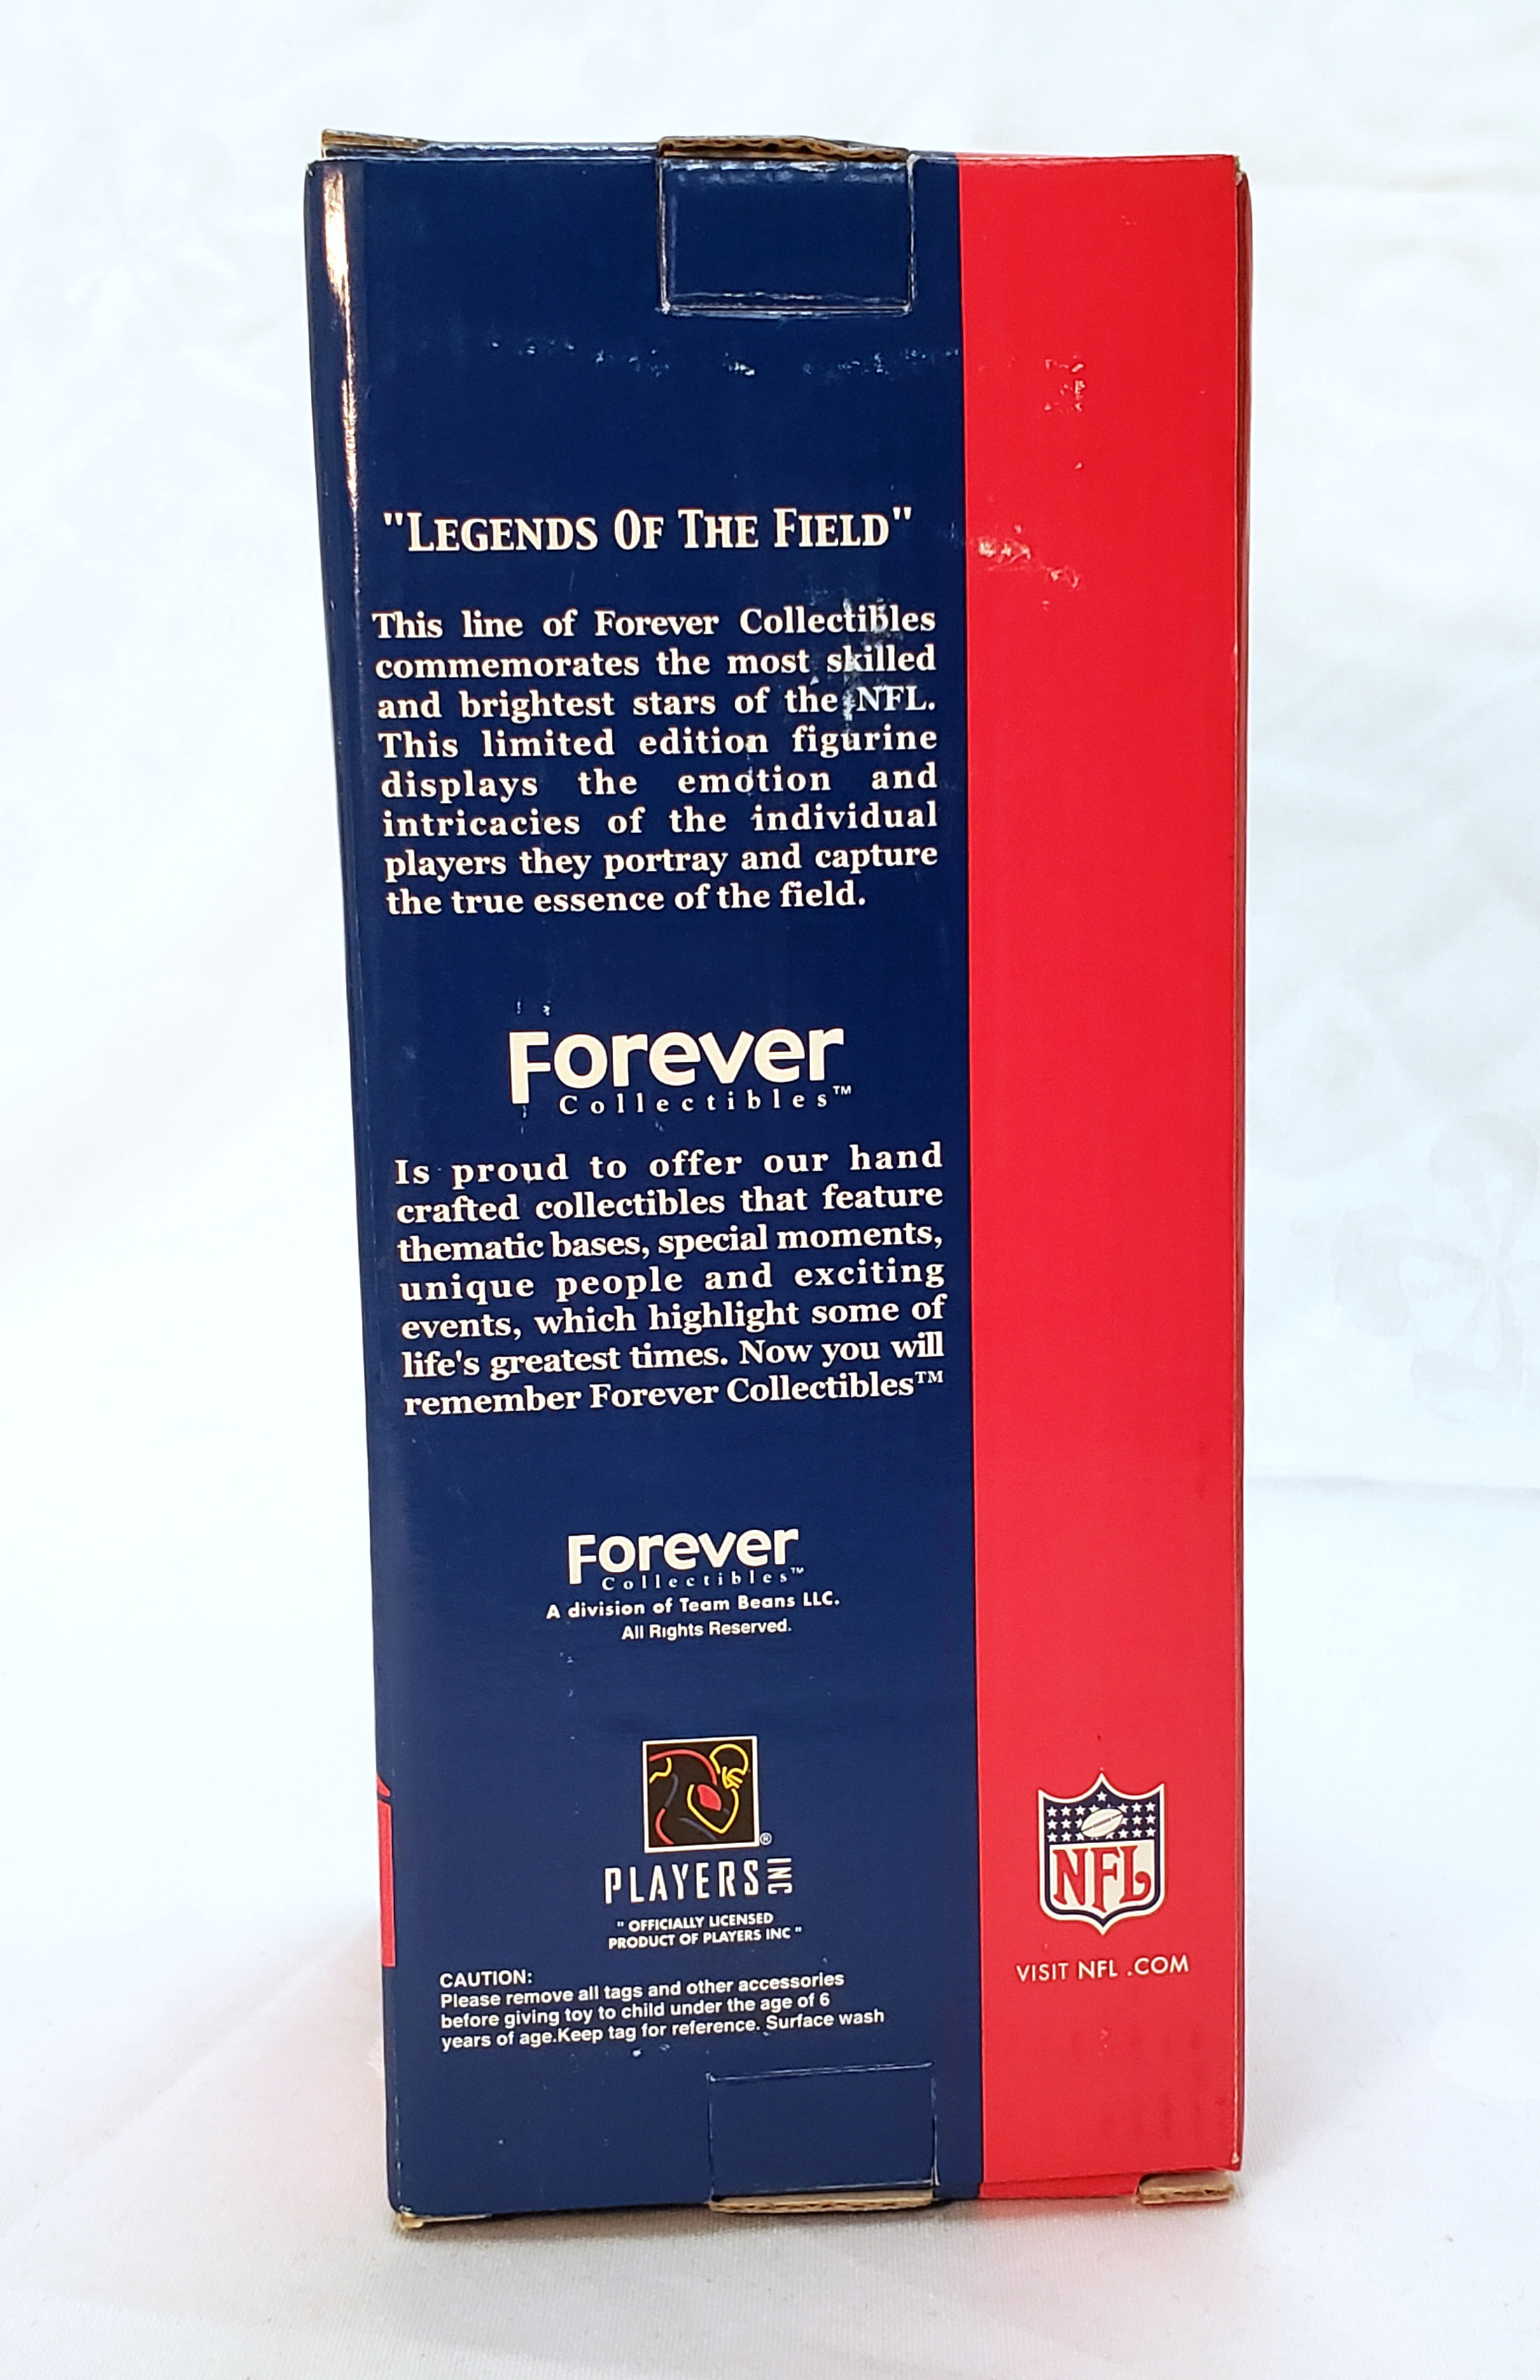 "LEGENDS OF THE FIELD"
This line of Forever Collectibles
commemorates the most skilled
and brightest stars of the NFL.
This limited edition figurine
displays the emotion and
intricacies of the individual
players they portray and capture
the true essence of the field.
Forever
Collectibles™
Is proud to offer our hand
crafted collectibles that feature
thematic bases, special moments,
unique people and exciting
events, which highlight some of
life's greatest times. Now you will
remember Forever Collectibles™
Forever
Collectibles™
A division of Team Beans LLC.
All Rights Reserved.
®
PLAYERS INC
" OFFICIALLY LICENSED
PRODUCT OF PLAYERS INC "
CAUTION:
Please remove all tags and other accessories
before giving toy to child under the age of 6
years of age.Keep tag for reference. Surface wash
NFL
VISIT NFL .COM